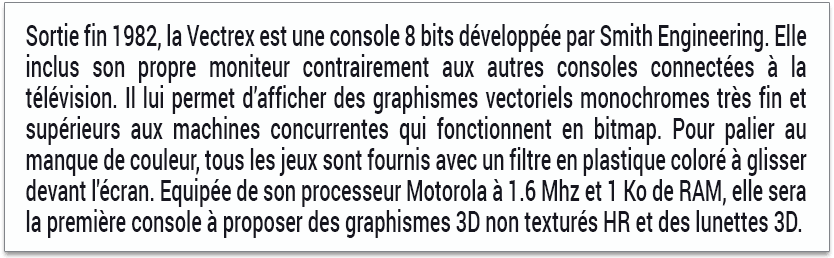 Sortie fin 1982, la Vectrex est une console 8 bits développée par Smith Engineering. Elle
inclus son propre moniteur contrairement aux autres consoles connectées à la
télévision. Il lui permet d’afficher des graphismes vectoriels monochromes très fin et
supérieurs aux machines concurrentes qui fonctionnent en bitmap. Pour palier au
manque de couleur, tous les jeux sont fournis avec un filtre en plastique coloré à glisser
devant l’écran. Equipée de son processeur Motorola à 1.6 Mhz et 1 Ko de RAM, elle sera
la première console à proposer des graphismes 3D non texturés HR et des lunettes 3D.